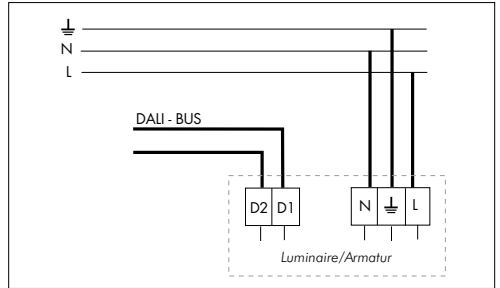 N
L
DALI - BUS
D2 D1
N L
Luminaire/Armatur